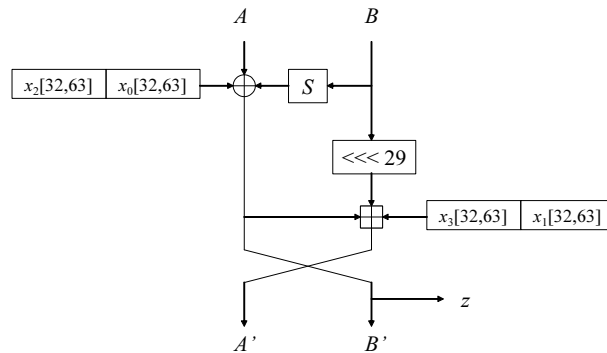 A B
x₂[32,63] x₀[32,63] S
<<< 29
x₃[32,63] x₁[32,63]
z
A’ B’